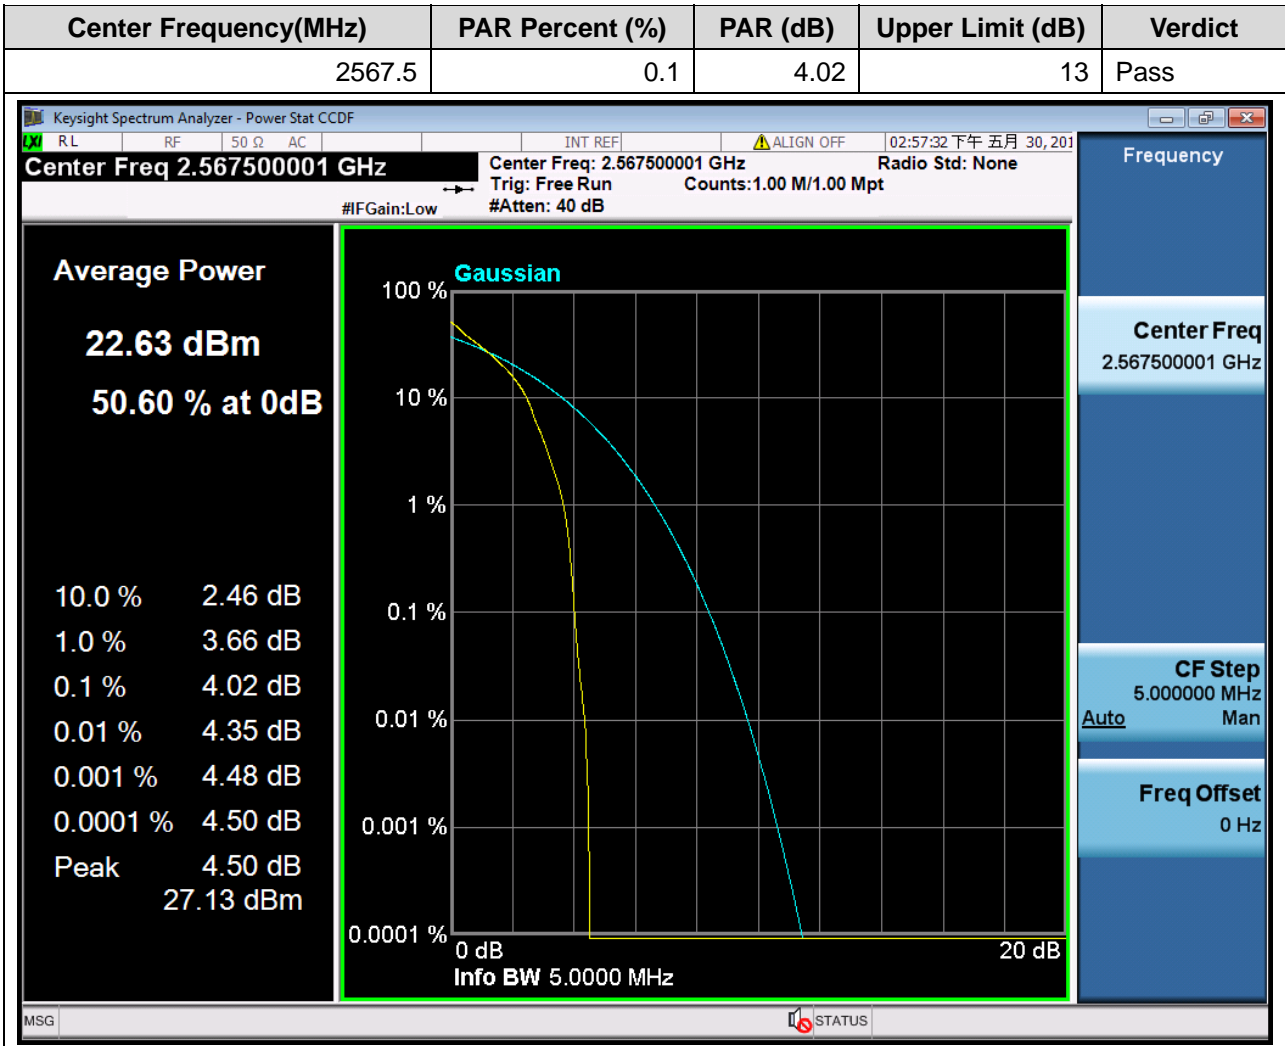 Center Frequency(MHz) PAR Percent (%) PAR (dB) Upper Limit (dB) Verdict
2567.5 0.1 4.02 13 Pass
Keysight Spectrum Analyzer - Power Stat CCDF
LXI RL RF 50 Ω AC INT REF ALIGN OFF 02:57:32 下午 五月 30, 201
Center Freq 2.567500001 GHz
Center Freq: 2.567500001 GHz Radio Std: None
Trig: Free Run Counts:1.00 M/1.00 Mpt
#IFGain:Low #Atten: 40 dB
Average Power
22.63 dBm
50.60 % at 0dB
10.0 % 2.46 dB
1.0 % 3.66 dB
0.1 % 4.02 dB
0.01 % 4.35 dB
0.001 % 4.48 dB
0.0001 % 4.50 dB
Peak 4.50 dB
27.13 dBm
Gaussian
100 %
10 %
1 %
0.1 %
0.01 %
0.001 %
0.0001 %
0 dB 20 dB
Info BW 5.0000 MHz
Frequency
Center Freq
2.567500001 GHz
CF Step
5.000000 MHz
Auto Man
Freq Offset
0 Hz
MSG STATUS